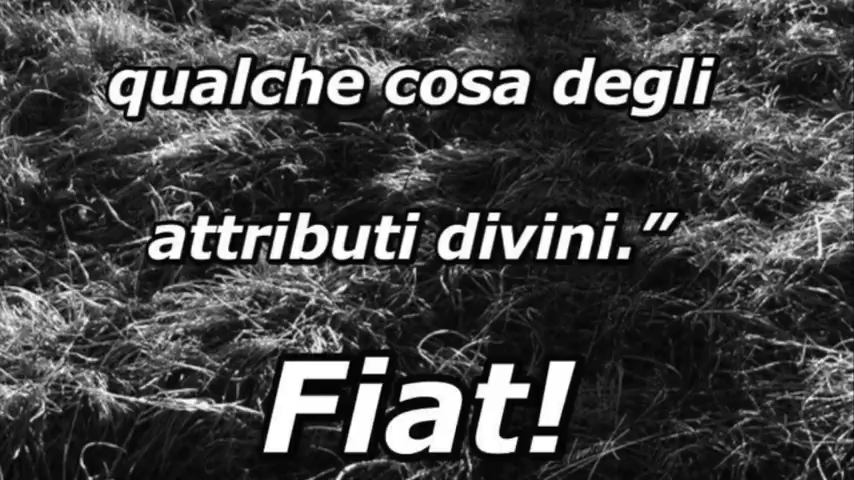 qualche cosa degli
attributi divini.”
Fiat!